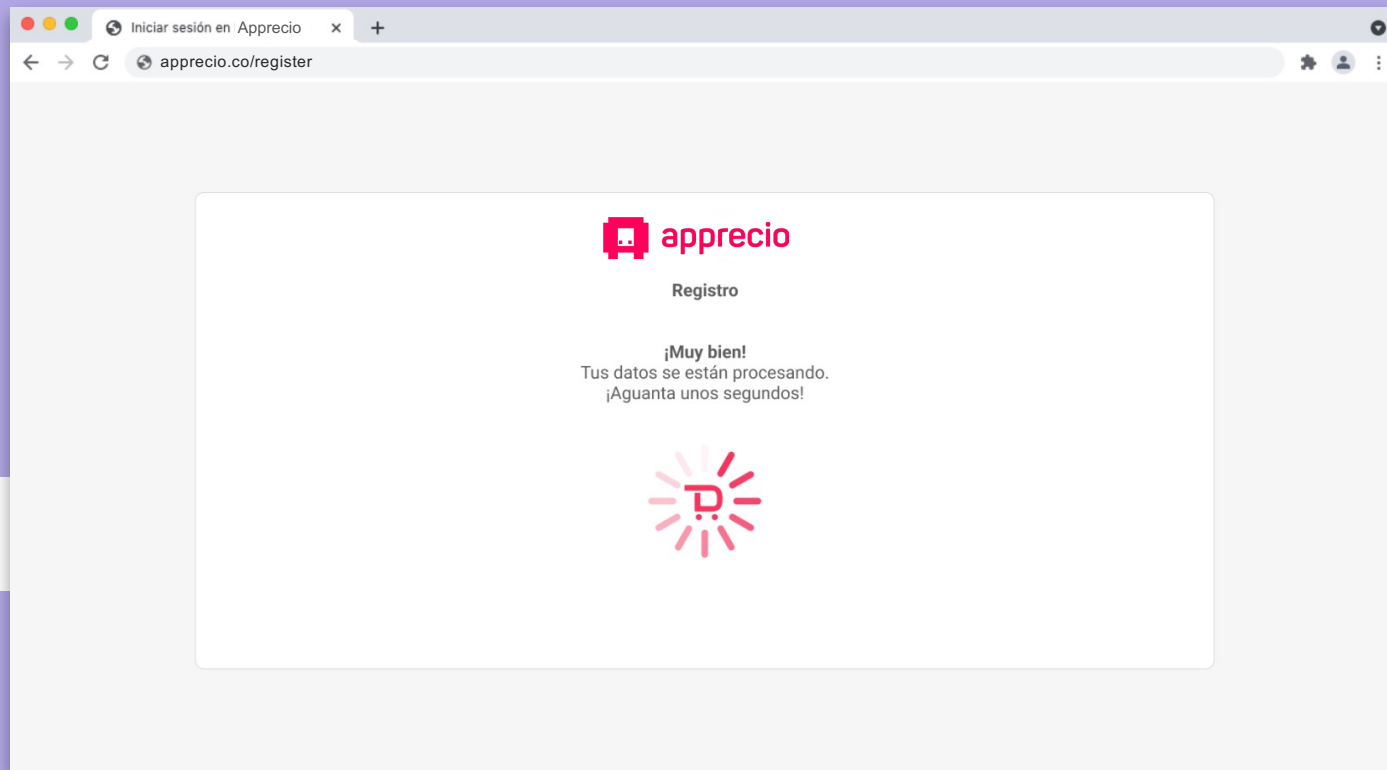 Iniciar sesión en Apprecio
apprecio.co/register
apprecio
Registro
¡Muy bien!
Tus datos se están procesando.
¡Aguanta unos segundos!